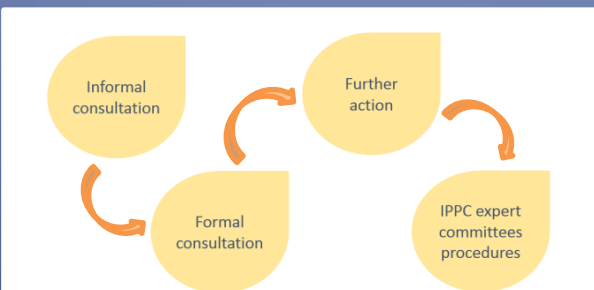 Informal
consultation
Formal
consultation
Further
action
IPPC expert
committees
procedures